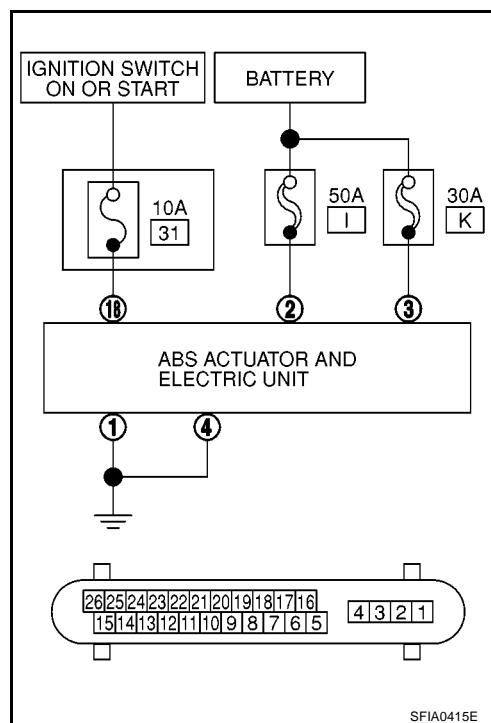 IGNITION SWITCH
ON OR START
BATTERY
10A
31
50A
I
30A
K
18
2
3
ABS ACTUATOR AND
ELECTRIC UNIT
1
4
26 25 24 23 22 21 20 19 18 17 16
15 14 13 12 11 10 9 8 7 6 5
4 3 2 1
SFIA0415E